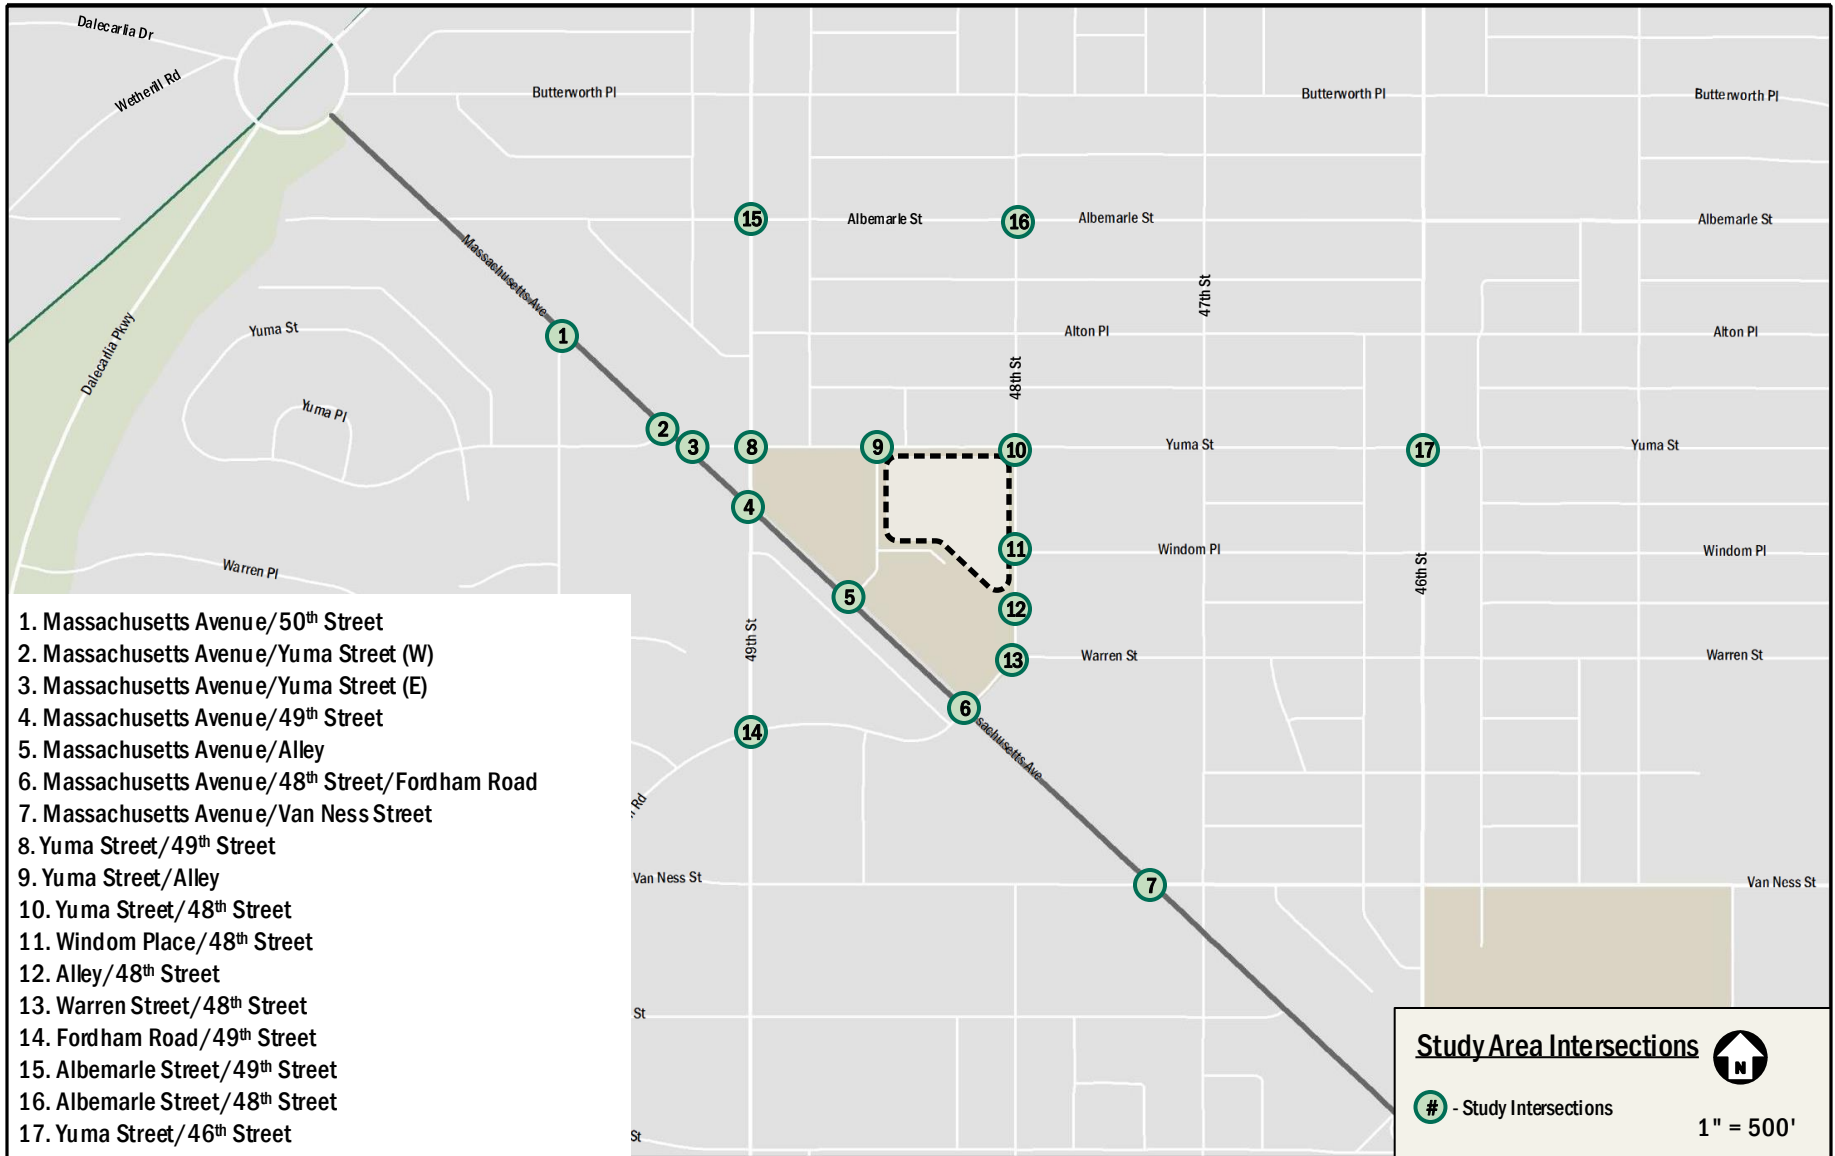 Dalecarlia Dr
Wetherill Rd
Butterworth Pl
Butterworth Pl
Butterworth Pl
15
Albemarle St
16
Albemarle St
Albemarle St
Massachusetts Ave
47th St
Yuma St
1
Alton Pl
Alton Pl
Dalecarlia Pkwy
48th St
Yuma Pl
2
3
8
9
10
Yuma St
17
Yuma St
4
11
Windom Pl
Windom Pl
Warren Pl
46th St
5
12
49th St
13
Warren St
Warren St
6
14
sachusetts Ave
Rd
Van Ness St
7
Van Ness St
St
St
1. Massachusetts Avenue/50th Street
2. Massachusetts Avenue/Yuma Street (W)
3. Massachusetts Avenue/Yuma Street (E)
4. Massachusetts Avenue/49th Street
5. Massachusetts Avenue/Alley
6. Massachusetts Avenue/48th Street/Fordham Road
7. Massachusetts Avenue/Van Ness Street
8. Yuma Street/49th Street
9. Yuma Street/Alley
10. Yuma Street/48th Street
11. Windom Place/48th Street
12. Alley/48th Street
13. Warren Street/48th Street
14. Fordham Road/49th Street
15. Albemarle Street/49th Street
16. Albemarle Street/48th Street
17. Yuma Street/46th Street
Study Area Intersections
N
# - Study Intersections
1" = 500'